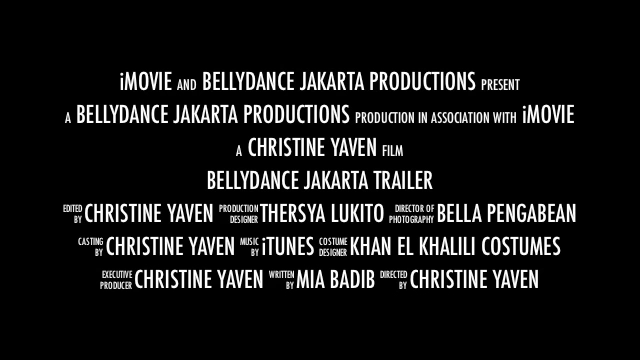 iMOVIE AND BELLYDANCE JAKARTA PRODUCTIONS PRESENT
A BELLYDANCE JAKARTA PRODUCTIONS PRODUCTION IN ASSOCIATION WITH iMOVIE
A CHRISTINE YAVEN FILM
BELLYDANCE JAKARTA TRAILER
EDITED BY CHRISTINE YAVEN PRODUCTION DESIGNER THERSYA LUKITO DIRECTOR OF PHOTOGRAPHY BELLA PENGABEAN
CASTING BY CHRISTINE YAVEN MUSIC BY iTUNES COSTUME DESIGNER KHAN EL KHALILI COSTUMES
EXECUTIVE PRODUCER CHRISTINE YAVEN WRITTEN BY MIA BADIB DIRECTED BY CHRISTINE YAVEN